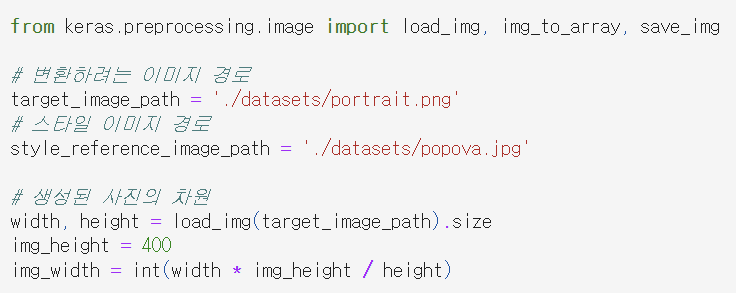 from keras.preprocessing.image import load_img, img_to_array, save_img
# 변환하려는 이미지 경로
target_image_path = './datasets/portrait.png'
# 스타일 이미지 경로
style_reference_image_path = './datasets/popova.jpg'
# 생성된 사진의 차원
width, height = load_img(target_image_path).size
img_height = 400
img_width = int(width * img_height / height)